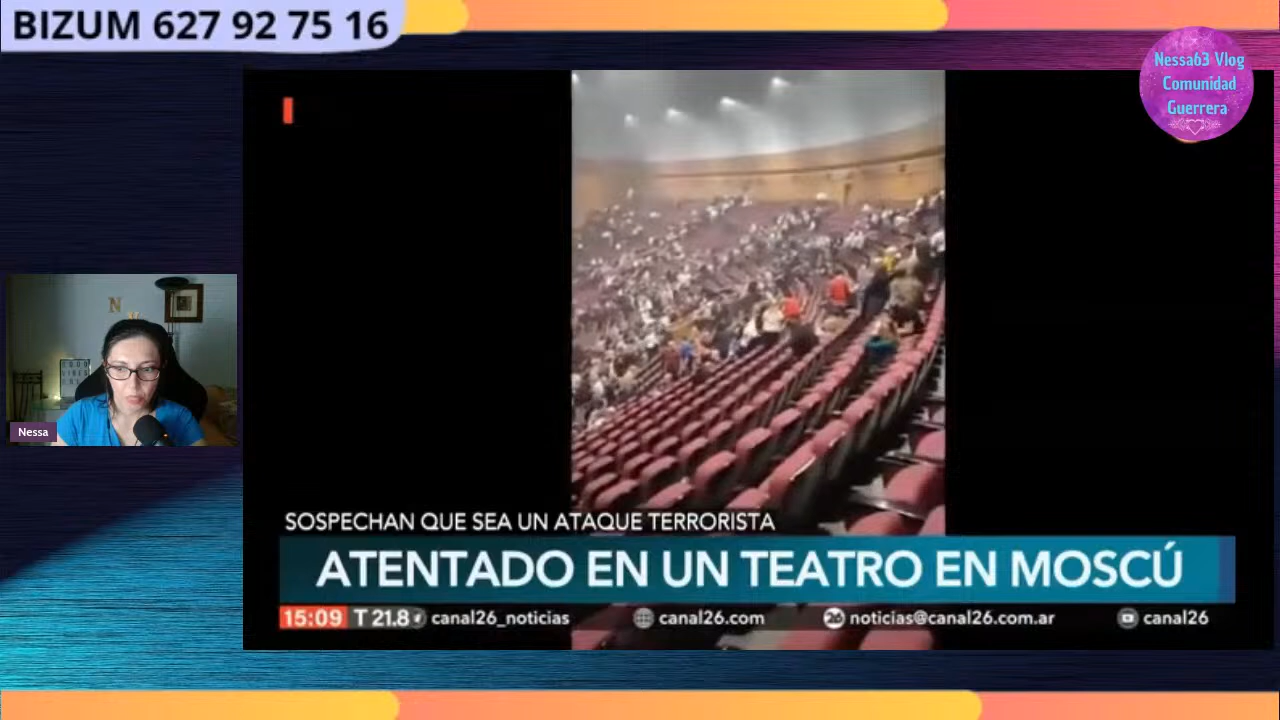 BIZUM 627 92 75 16
Nessa63 Vlog
Comunidad
Guerrera
N
Nessa
SOSPECHAN QUE SEA UN ATAQUE TERRORISTA
ATENTADO EN UN TEATRO EN MOSCÚ
15:09 T 21.8 canal26_noticias canal26.com 26 noticias@canal26.com.ar canal26